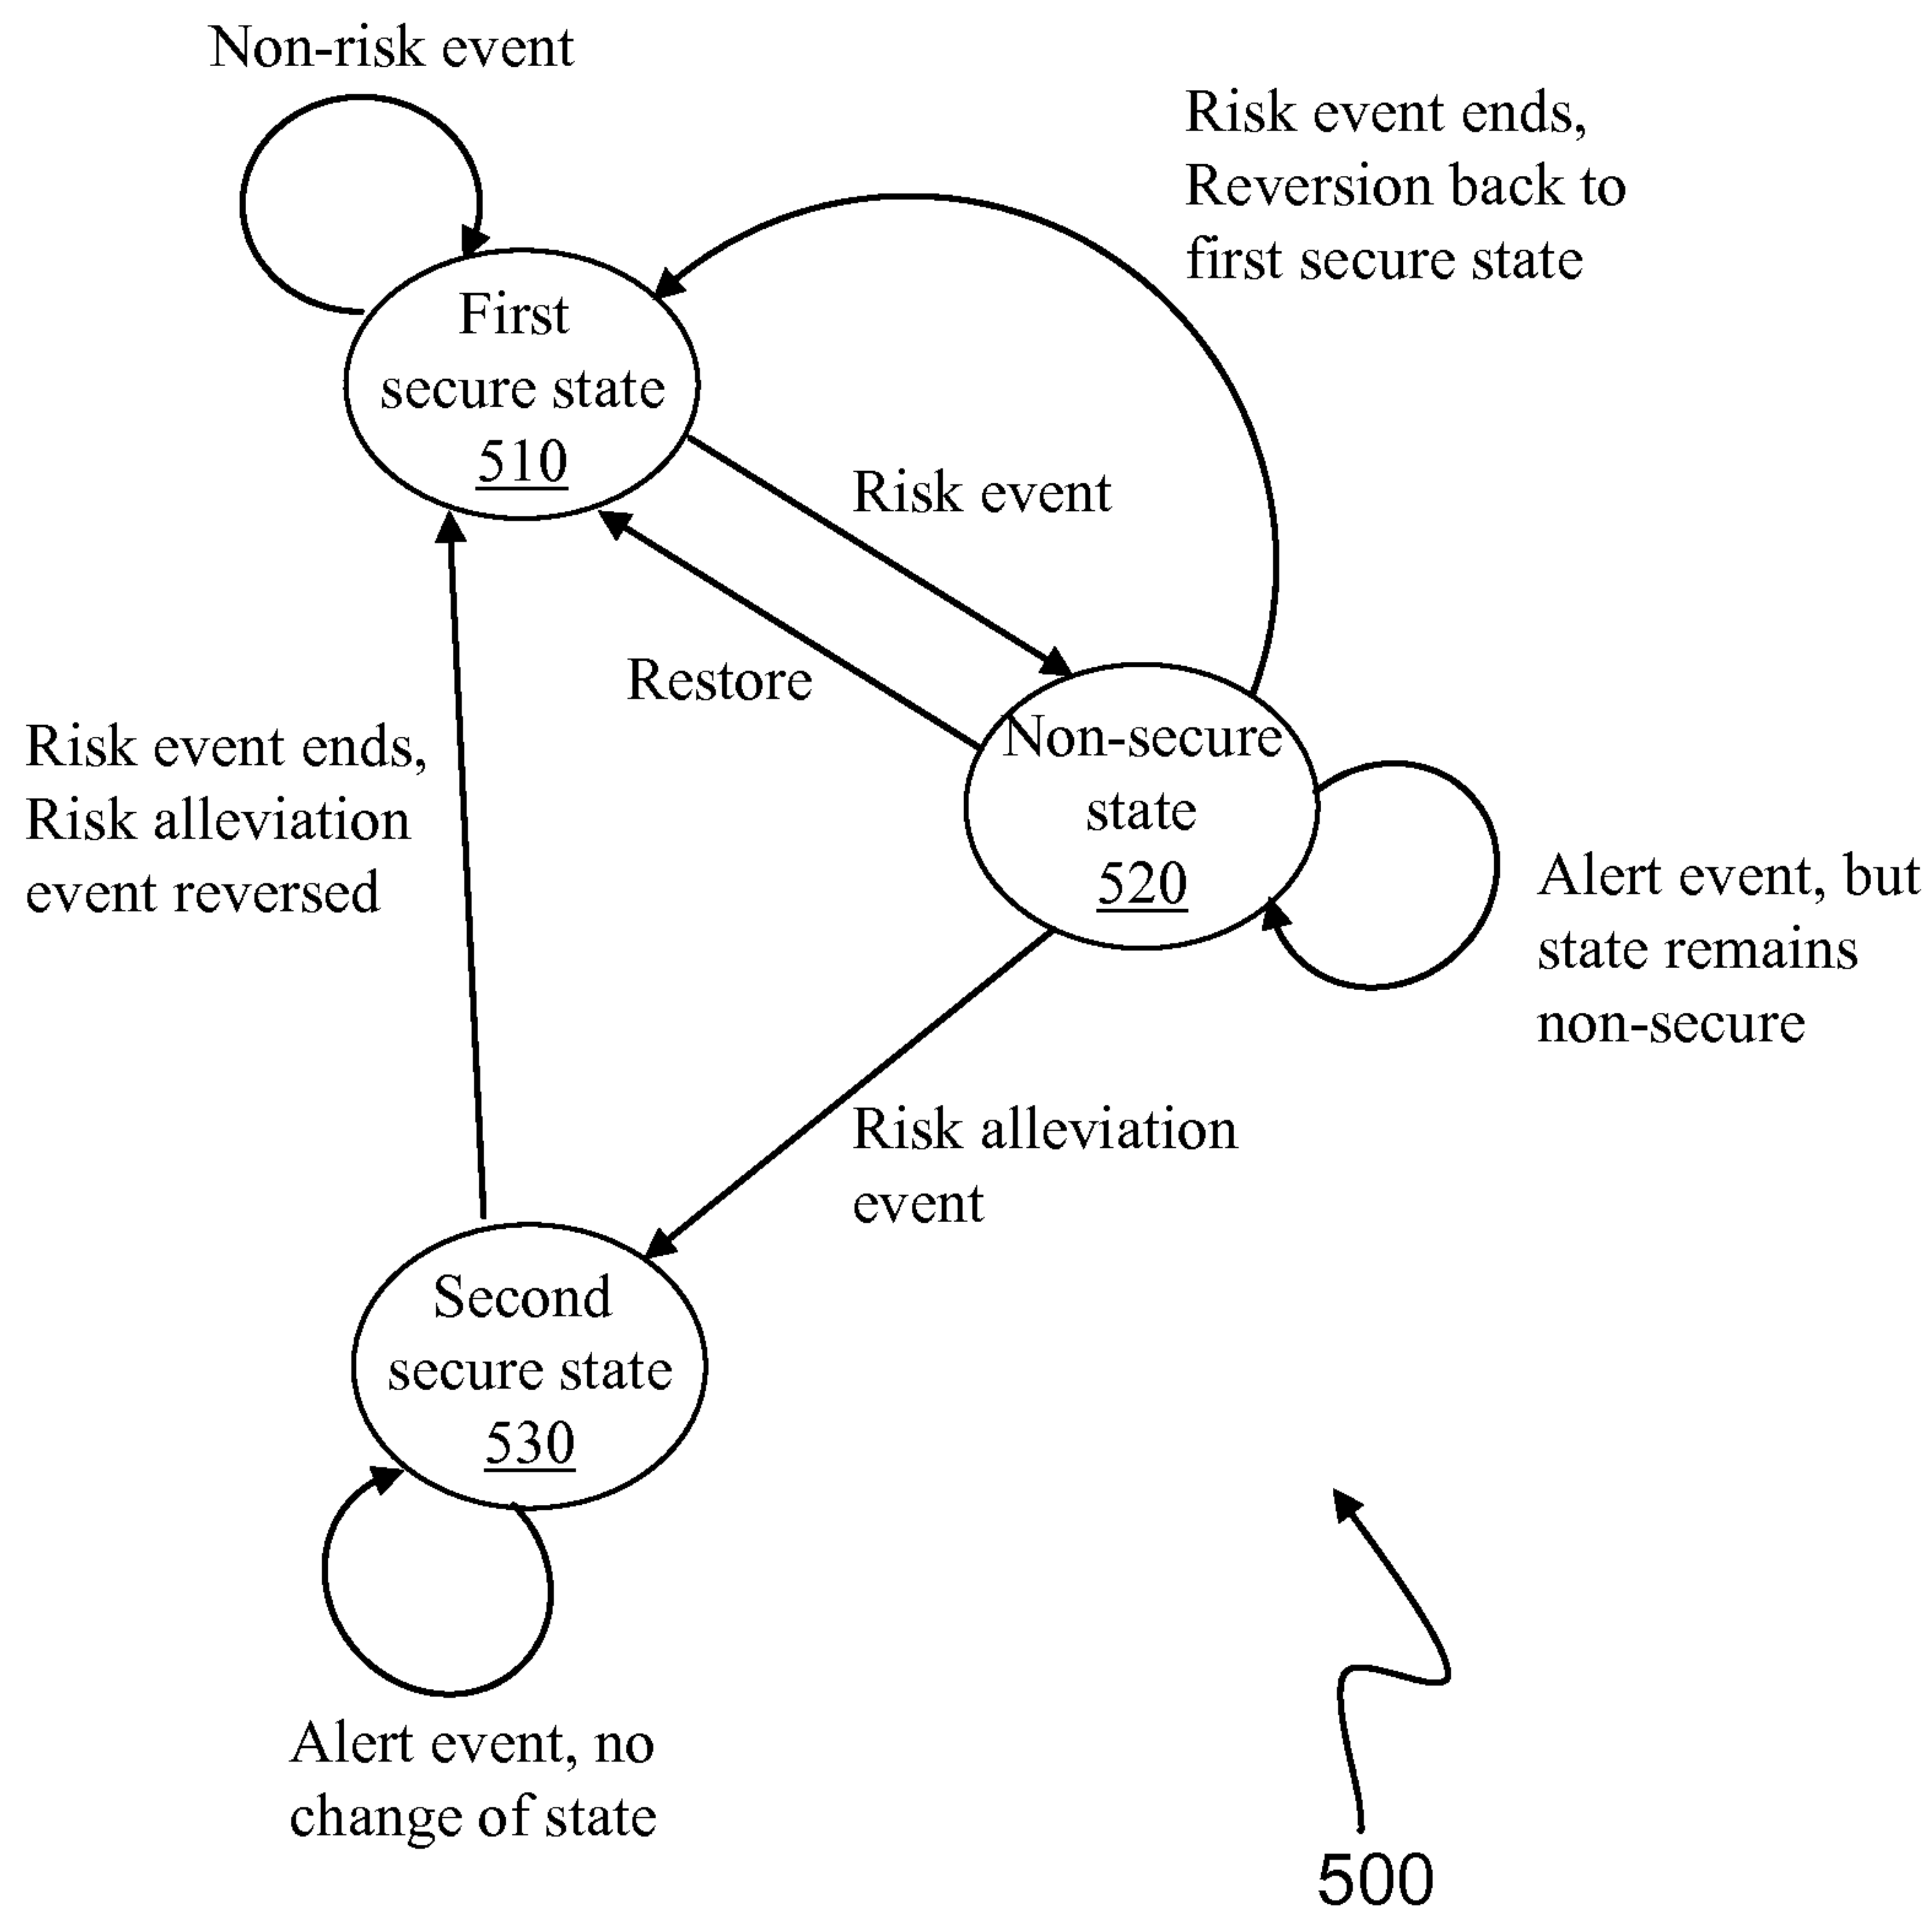 Non-risk event
Risk event ends,
Reversion back to
first secure state
First
secure state
510
Risk event
Restore
Non-secure
state
520
Risk event ends,
Risk alleviation
event reversed
Alert event, but
state remains
non-secure
Risk alleviation
event
Second
secure state
530
Alert event, no
change of state
500